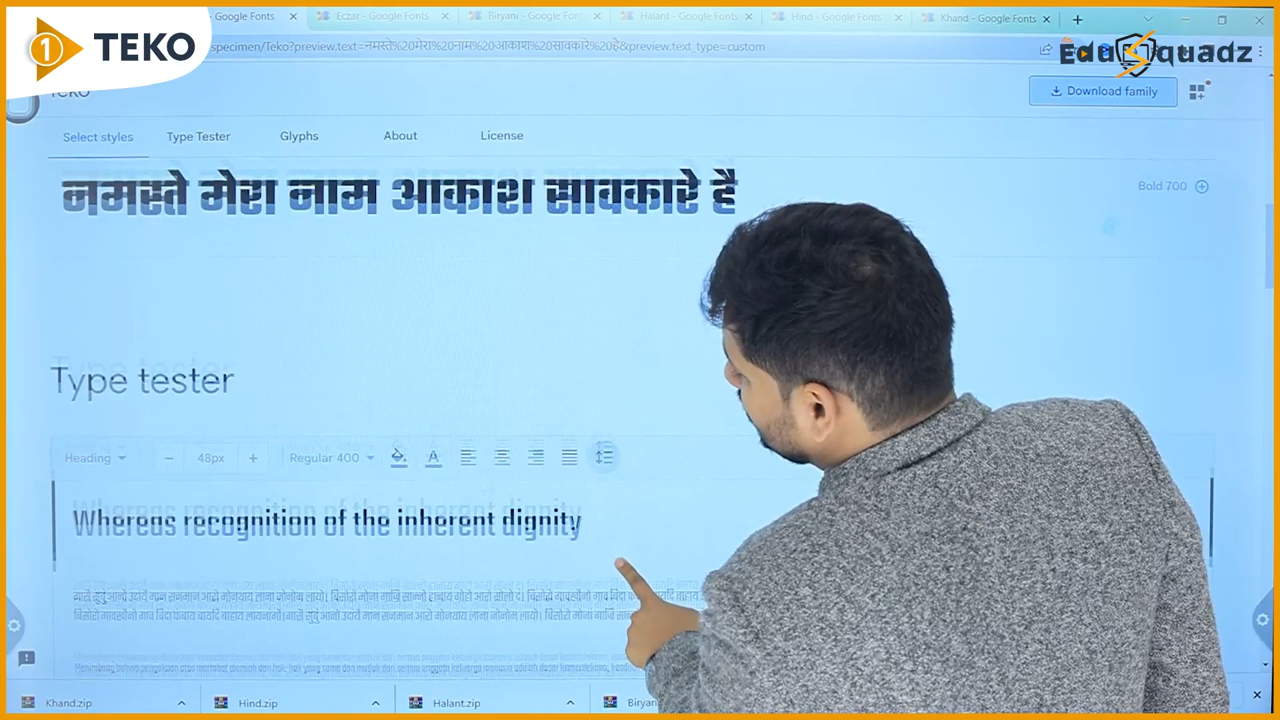 1 TEKO
Google Fonts
Eczar - Google Fonts
Biryani - Google Fonts
Halant - Google Fonts
Hind - Google Fonts
Khand - Google Fonts
specimen/Teko?preview.text=नमस्ते%20मेरा%20नाम%20आकाश%20सावकारे%20है&preview.text_type=custom
EduSquadz
Teko
Download family
Select styles
Type Tester
Glyphs
About
License
नमस्ते मेरा नाम आकाश सावकारे है
Bold 700
Type tester
Heading
48px
Regular 400
Whereas recognition of the inherent dignity
Khand.zip
Hind.zip
Halant.zip